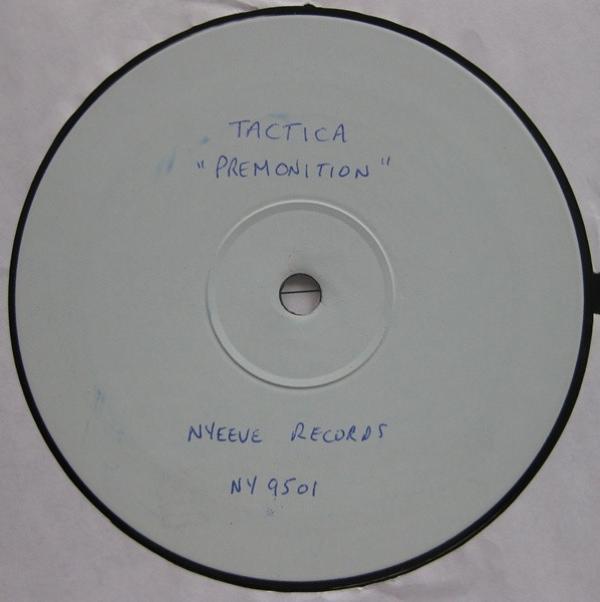 TACTICA
"PREMONITION"
NYEEVE RECORDS
NY 9501